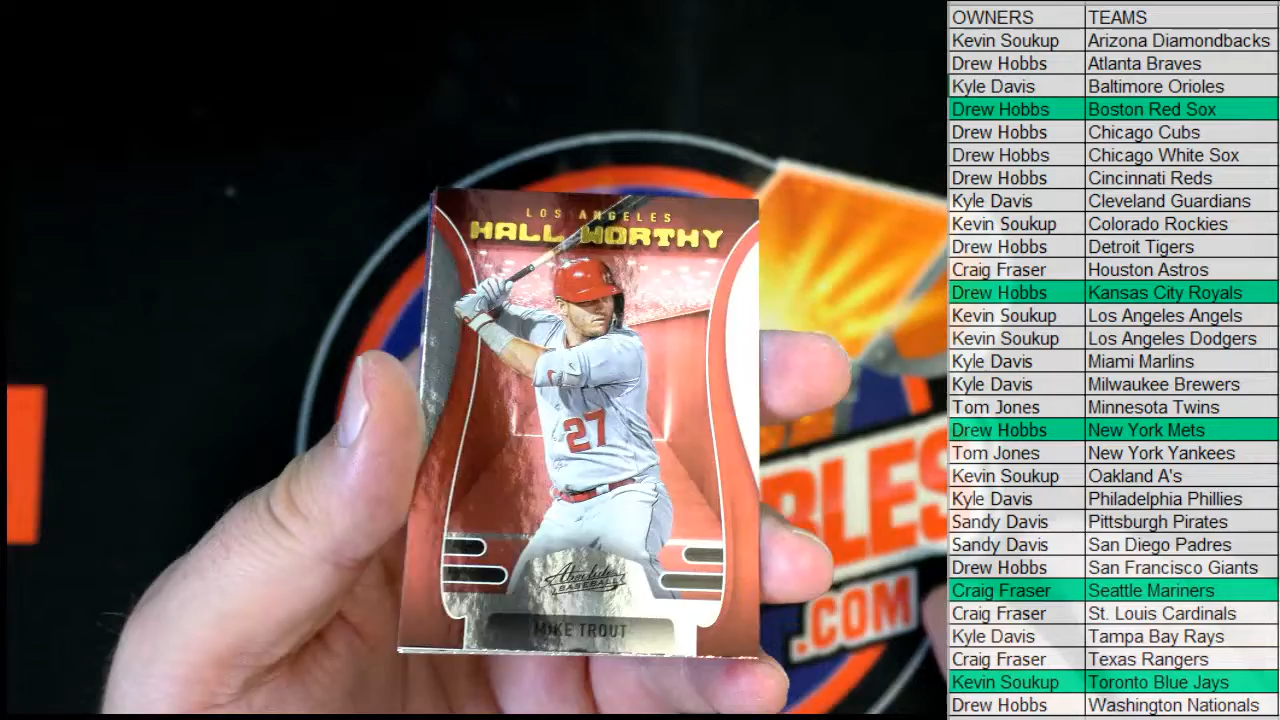 LOS ANGELES
HALL WORTHY
27
Absolute
BASEBALL
MIKE TROUT
BLES
.COM
OWNERS TEAMS
Kevin Soukup Arizona Diamondbacks
Drew Hobbs Atlanta Braves
Kyle Davis Baltimore Orioles
Drew Hobbs Boston Red Sox
Drew Hobbs Chicago Cubs
Drew Hobbs Chicago White Sox
Drew Hobbs Cincinnati Reds
Kyle Davis Cleveland Guardians
Kevin Soukup Colorado Rockies
Drew Hobbs Detroit Tigers
Craig Fraser Houston Astros
Drew Hobbs Kansas City Royals
Kevin Soukup Los Angeles Angels
Kevin Soukup Los Angeles Dodgers
Kyle Davis Miami Marlins
Kyle Davis Milwaukee Brewers
Tom Jones Minnesota Twins
Drew Hobbs New York Mets
Tom Jones New York Yankees
Kevin Soukup Oakland A's
Kyle Davis Philadelphia Phillies
Sandy Davis Pittsburgh Pirates
Sandy Davis San Diego Padres
Drew Hobbs San Francisco Giants
Craig Fraser Seattle Mariners
Craig Fraser St. Louis Cardinals
Kyle Davis Tampa Bay Rays
Craig Fraser Texas Rangers
Kevin Soukup Toronto Blue Jays
Drew Hobbs Washington Nationals